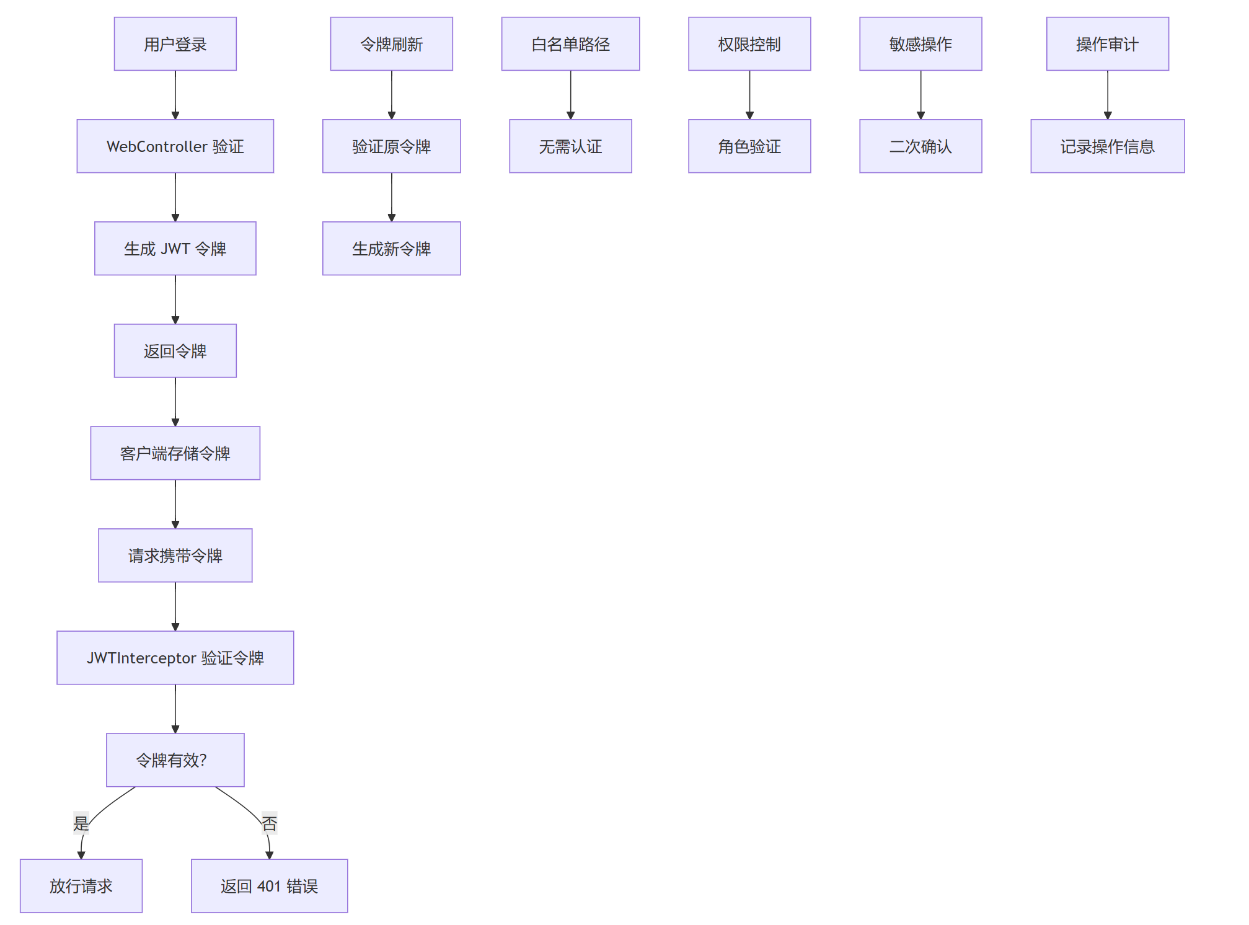 用户登录
令牌刷新
白名单路径
权限控制
敏感操作
操作审计
WebController 验证
验证原令牌
无需认证
角色验证
二次确认
记录操作信息
生成 JWT 令牌
生成新令牌
返回令牌
客户端存储令牌
请求携带令牌
JWTInterceptor 验证令牌
令牌有效?
是
否
放行请求
返回 401 错误